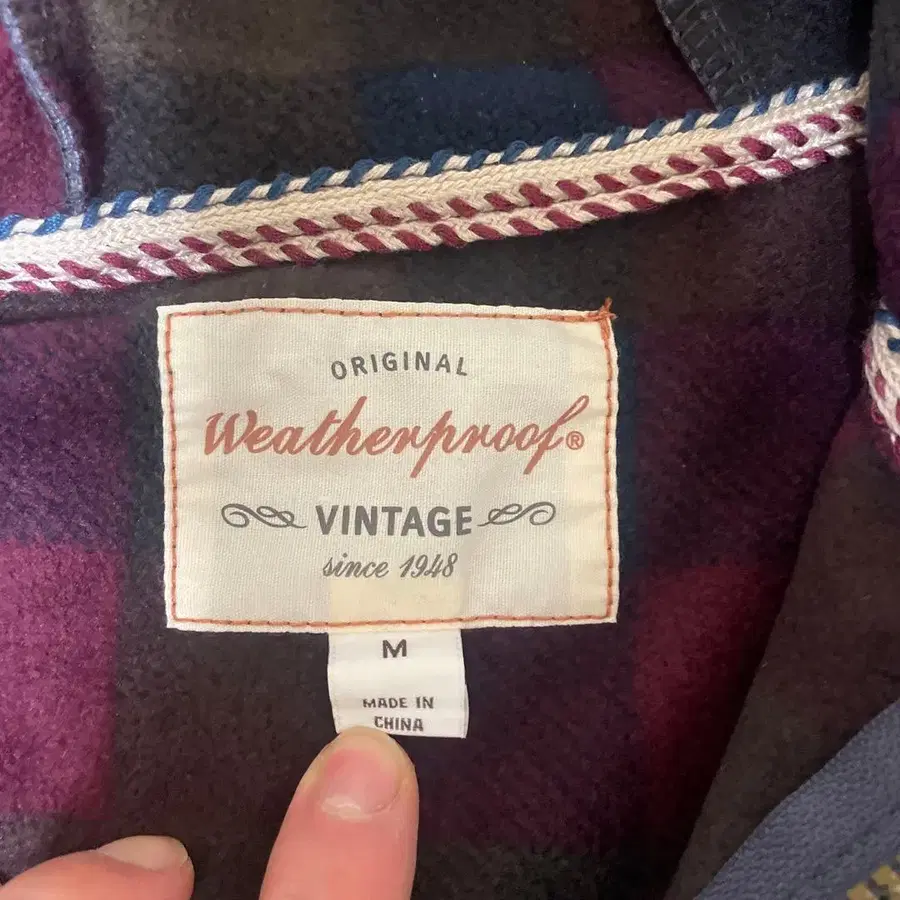 ORIGINAL
Weatherproof®
VINTAGE
since 1948
M
MADE IN
CHINA